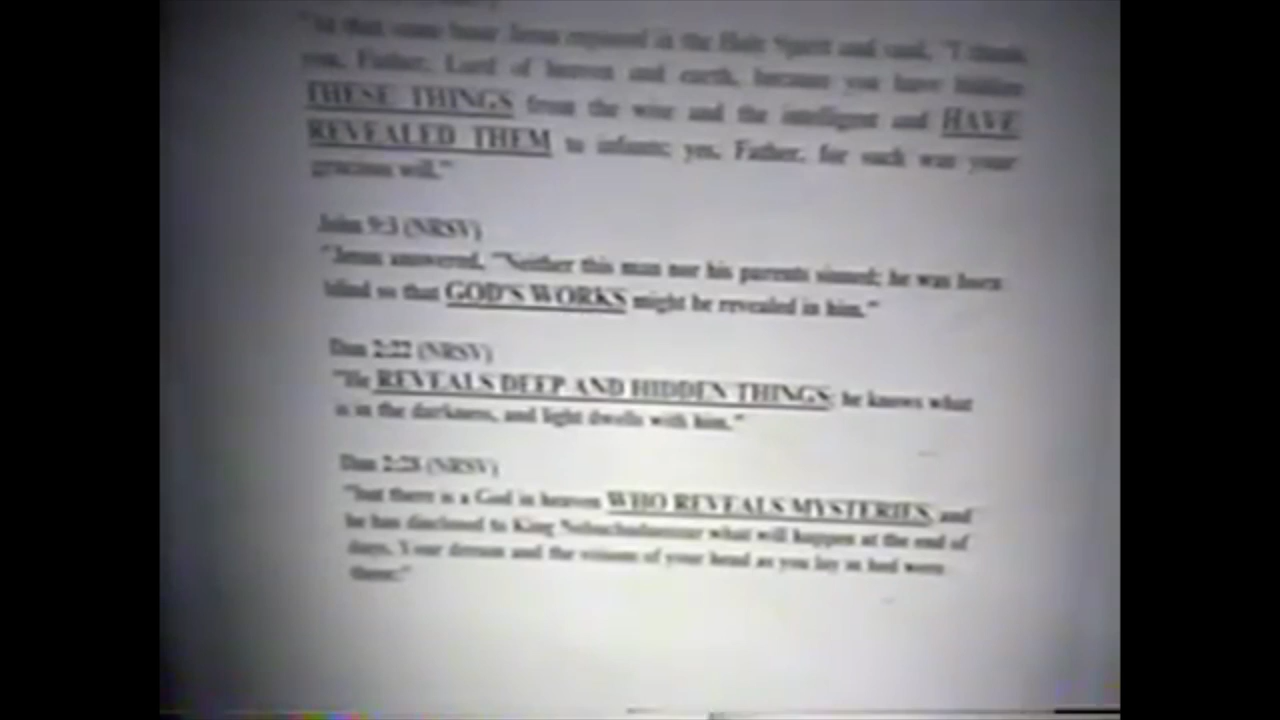 "At that same hour Jesus rejoiced in the Holy Spirit and said, "I thank
you, Father, Lord of heaven and earth, because you have hidden
THESE THINGS from the wise and the intelligent and HAVE
REVEALED THEM to infants; yes, Father, for such was your
gracious will."
John 9:3 (NRSV)
"Jesus answered, "Neither this man nor his parents sinned; he was born
blind so that GOD'S WORKS might be revealed in him."
Dan 2:22 (NRSV)
"He REVEALS DEEP AND HIDDEN THINGS; he knows what
is in the darkness, and light dwells with him."
Dan 2:28 (NRSV)
"but there is a God in heaven WHO REVEALS MYSTERIES, and
he has disclosed to King Nebuchadnezzar what will happen at the end of
days. Your dream and the visions of your head as you lay in bed were
these:"